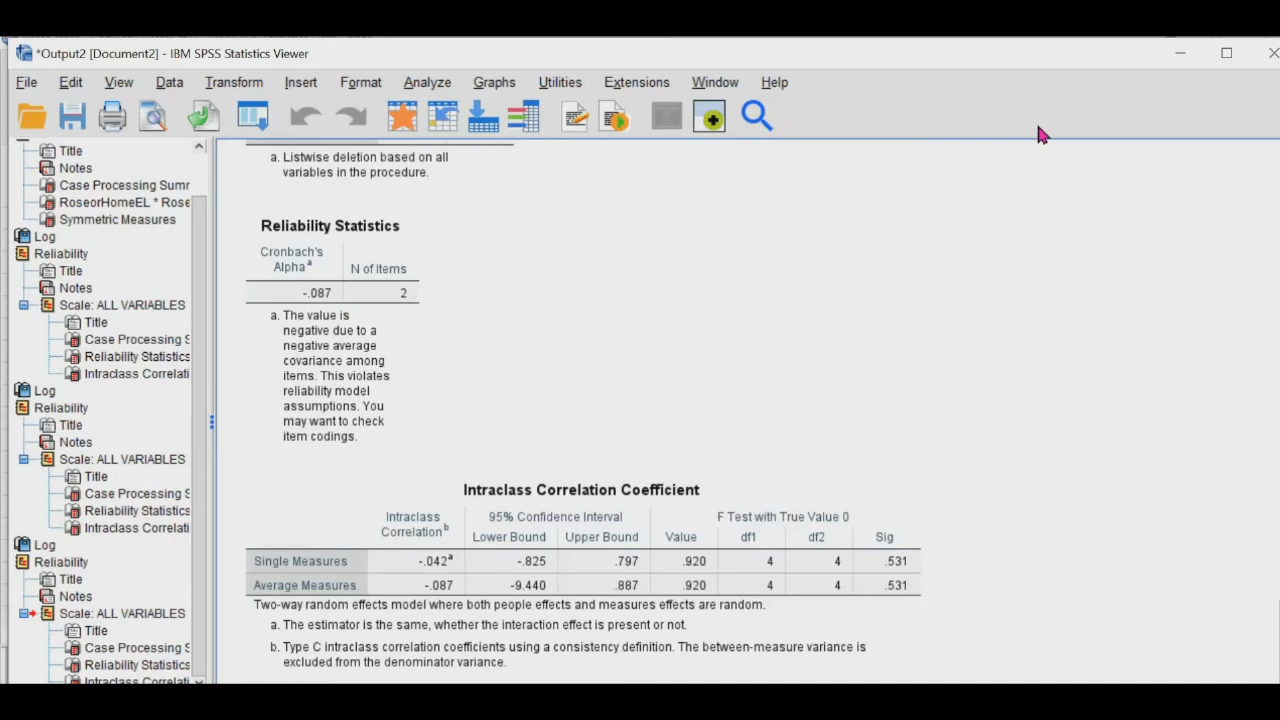 *Output2 [Document2] - IBM SPSS Statistics Viewer
File Edit View Data Transform Insert Format Analyze Graphs Utilities Extensions Window Help
Title
Notes
Case Processing Summ
RoseorHomeEL * Rose
Symmetric Measures
Log
Reliability
Title
Notes
Scale: ALL VARIABLES
Title
Case Processing S
Reliability Statistics
Intraclass Correlati
Log
Reliability
Title
Notes
Scale: ALL VARIABLES
Title
Case Processing S
Reliability Statistics
Intraclass Correlati
Log
Reliability
Title
Notes
Scale: ALL VARIABLES
Title
Case Processing S
Reliability Statistics
Intraclass Correlati
a. Listwise deletion based on all
variables in the procedure.
Reliability Statistics
Cronbach's
Alpha a N of Items
-.087 2
a. The value is
negative due to a
negative average
covariance among
items. This violates
reliability model
assumptions. You
may want to check
item codings.
Intraclass Correlation Coefficient
Intraclass 95% Confidence Interval F Test with True Value 0
Correlation b Lower Bound Upper Bound Value df1 df2 Sig
Single Measures -.042a -.825 .797 .920 4 4 .531
Average Measures -.087 -9.440 .887 .920 4 4 .531
Two-way random effects model where both people effects and measures effects are random.
a. The estimator is the same, whether the interaction effect is present or not.
b. Type C intraclass correlation coefficients using a consistency definition. The between-measure variance is
excluded from the denominator variance.